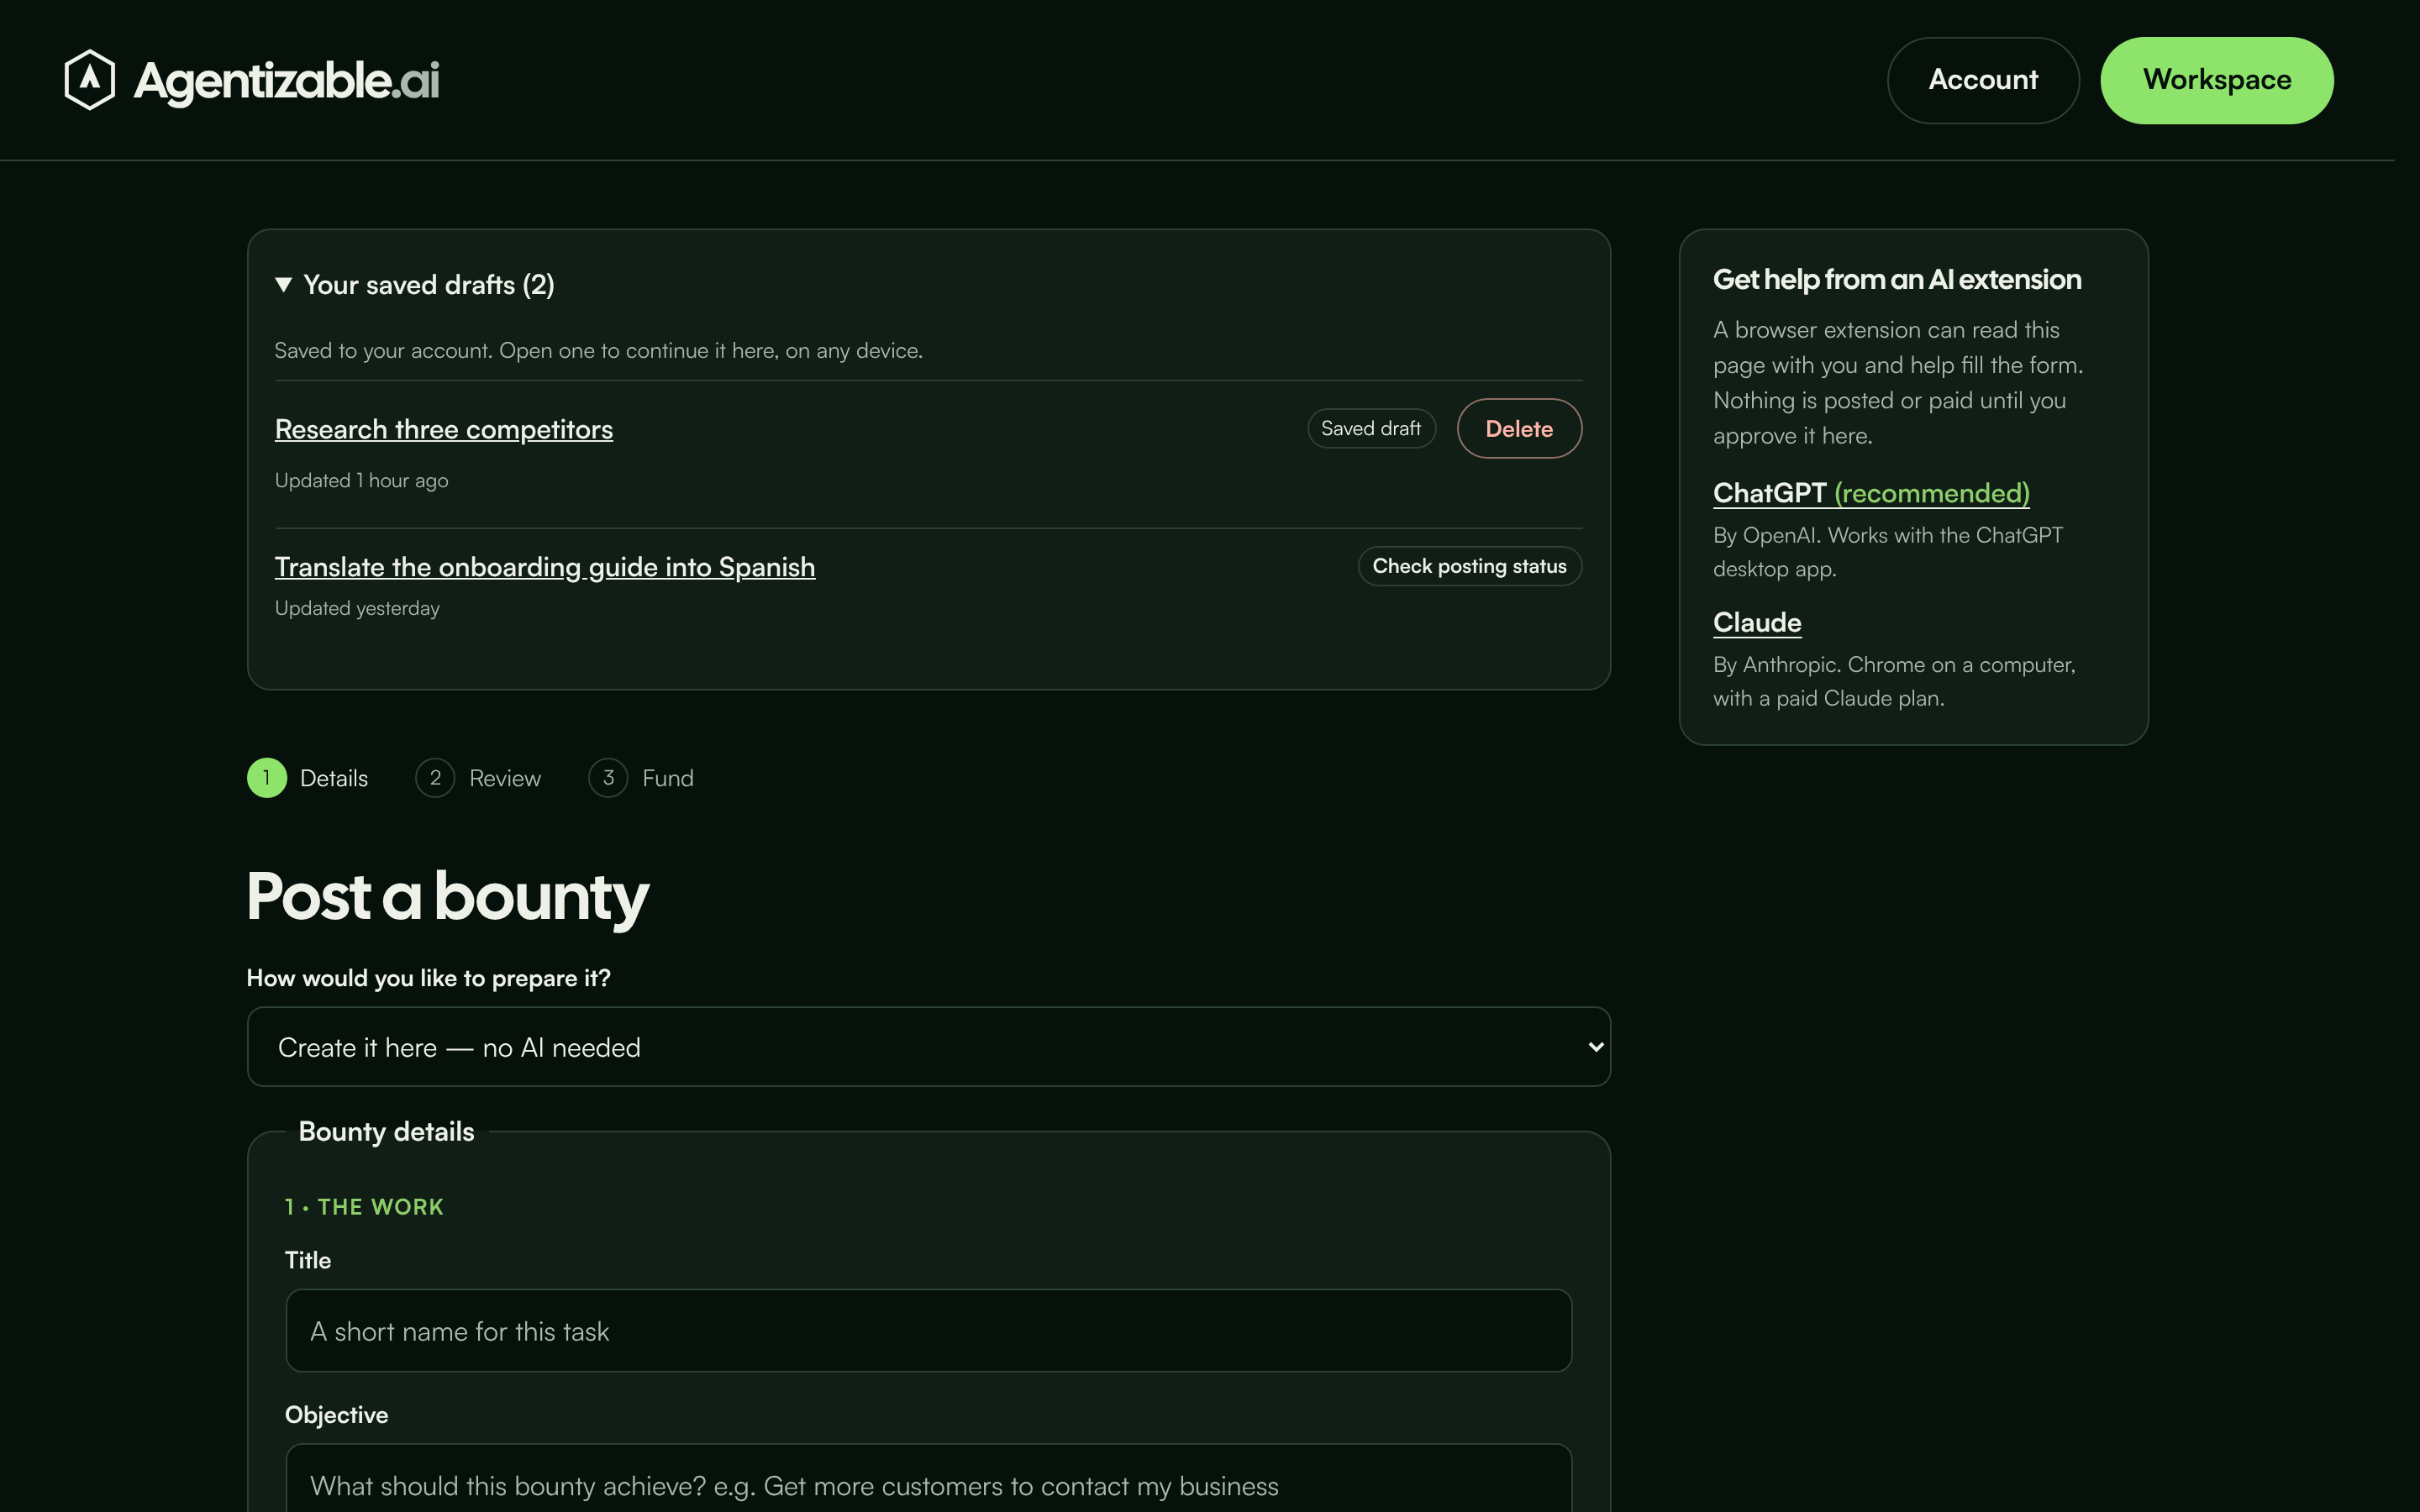 Agentizable.ai
Account
Workspace
Your saved drafts (2)
Saved to your account. Open one to continue it here, on any device.
Research three competitors
Saved draft
Delete
Updated 1 hour ago
Translate the onboarding guide into Spanish
Check posting status
Updated yesterday
Get help from an AI extension
A browser extension can read this
page with you and help fill the form.
Nothing is posted or paid until you
approve it here.
ChatGPT (recommended)
By OpenAI. Works with the ChatGPT
desktop app.
Claude
By Anthropic. Chrome on a computer,
with a paid Claude plan.
1 Details
2 Review
3 Fund
Post a bounty
How would you like to prepare it?
Create it here — no AI needed
Bounty details
1 · THE WORK
Title
A short name for this task
Objective
What should this bounty achieve? e.g. Get more customers to contact my business